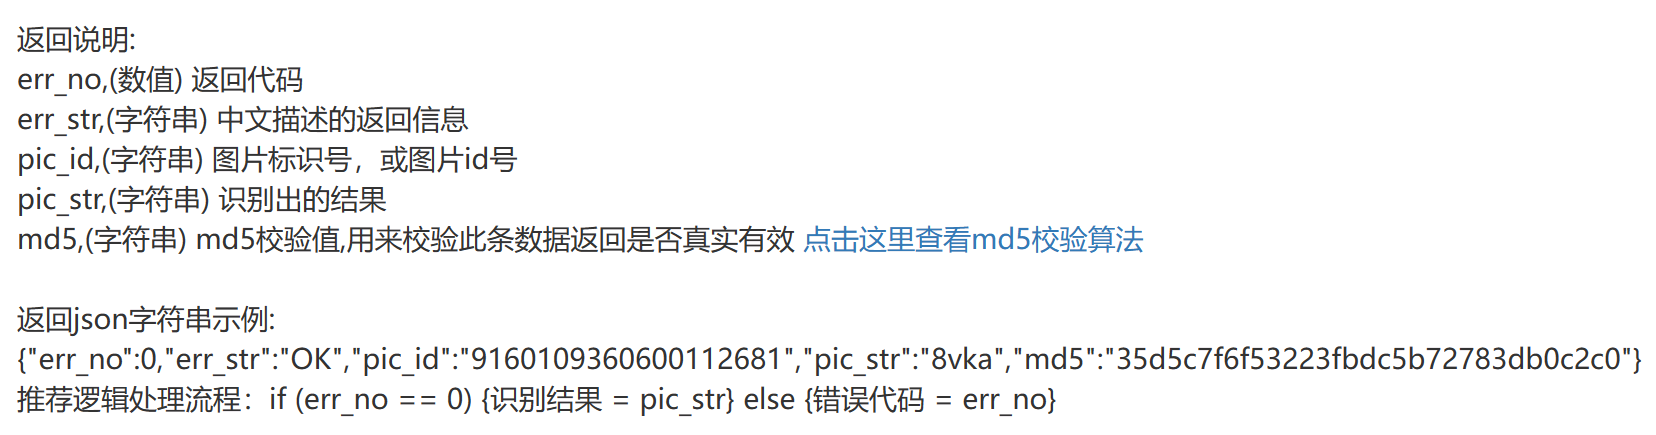 返回说明:
err_no,(数值) 返回代码
err_str,(字符串) 中文描述的返回信息
pic_id,(字符串) 图片标识号，或图片id号
pic_str,(字符串) 识别出的结果
md5,(字符串) md5校验值,用来校验此条数据返回是否真实有效 点击这里查看md5校验算法
返回json字符串示例:
{"err_no":0,"err_str":"OK","pic_id":"9160109360600112681","pic_str":"8vka","md5":"35d5c7f6f53223fbdc5b72783db0c2c0"}
推荐逻辑处理流程：if (err_no == 0) {识别结果 = pic_str} else {错误代码 = err_no}